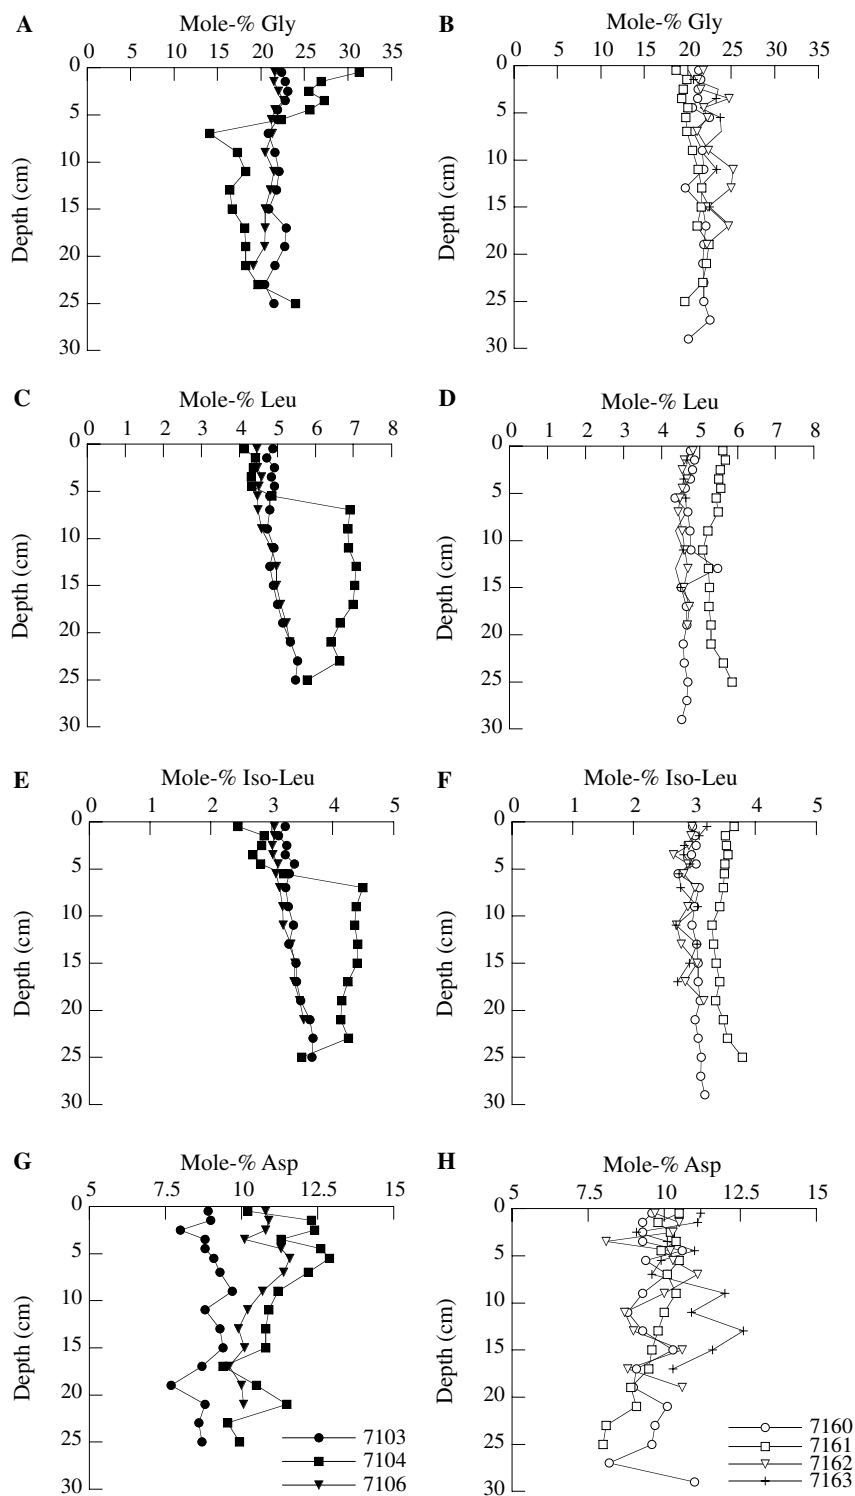 A
Mole-% Gly
0 5 10 15 20 25 30 35
0
5
10
15
20
25
30
Depth (cm)
B
Mole-% Gly
0 5 10 15 20 25 30 35
0
5
10
15
20
25
30
Depth (cm)
C
Mole-% Leu
0 1 2 3 4 5 6 7 8
0
5
10
15
20
25
30
Depth (cm)
D
Mole-% Leu
0 1 2 3 4 5 6 7 8
0
5
10
15
20
25
30
Depth (cm)
E
Mole-% Iso-Leu
0 1 2 3 4 5
0
5
10
15
20
25
30
Depth (cm)
F
Mole-% Iso-Leu
0 1 2 3 4 5
0
5
10
15
20
25
30
Depth (cm)
G
Mole-% Asp
5 7.5 10 12.5 15
0
5
10
15
20
25
30
Depth (cm)
7103
7104
7106
H
Mole-% Asp
5 7.5 10 12.5 15
0
5
10
15
20
25
30
Depth (cm)
7160
7161
7162
7163